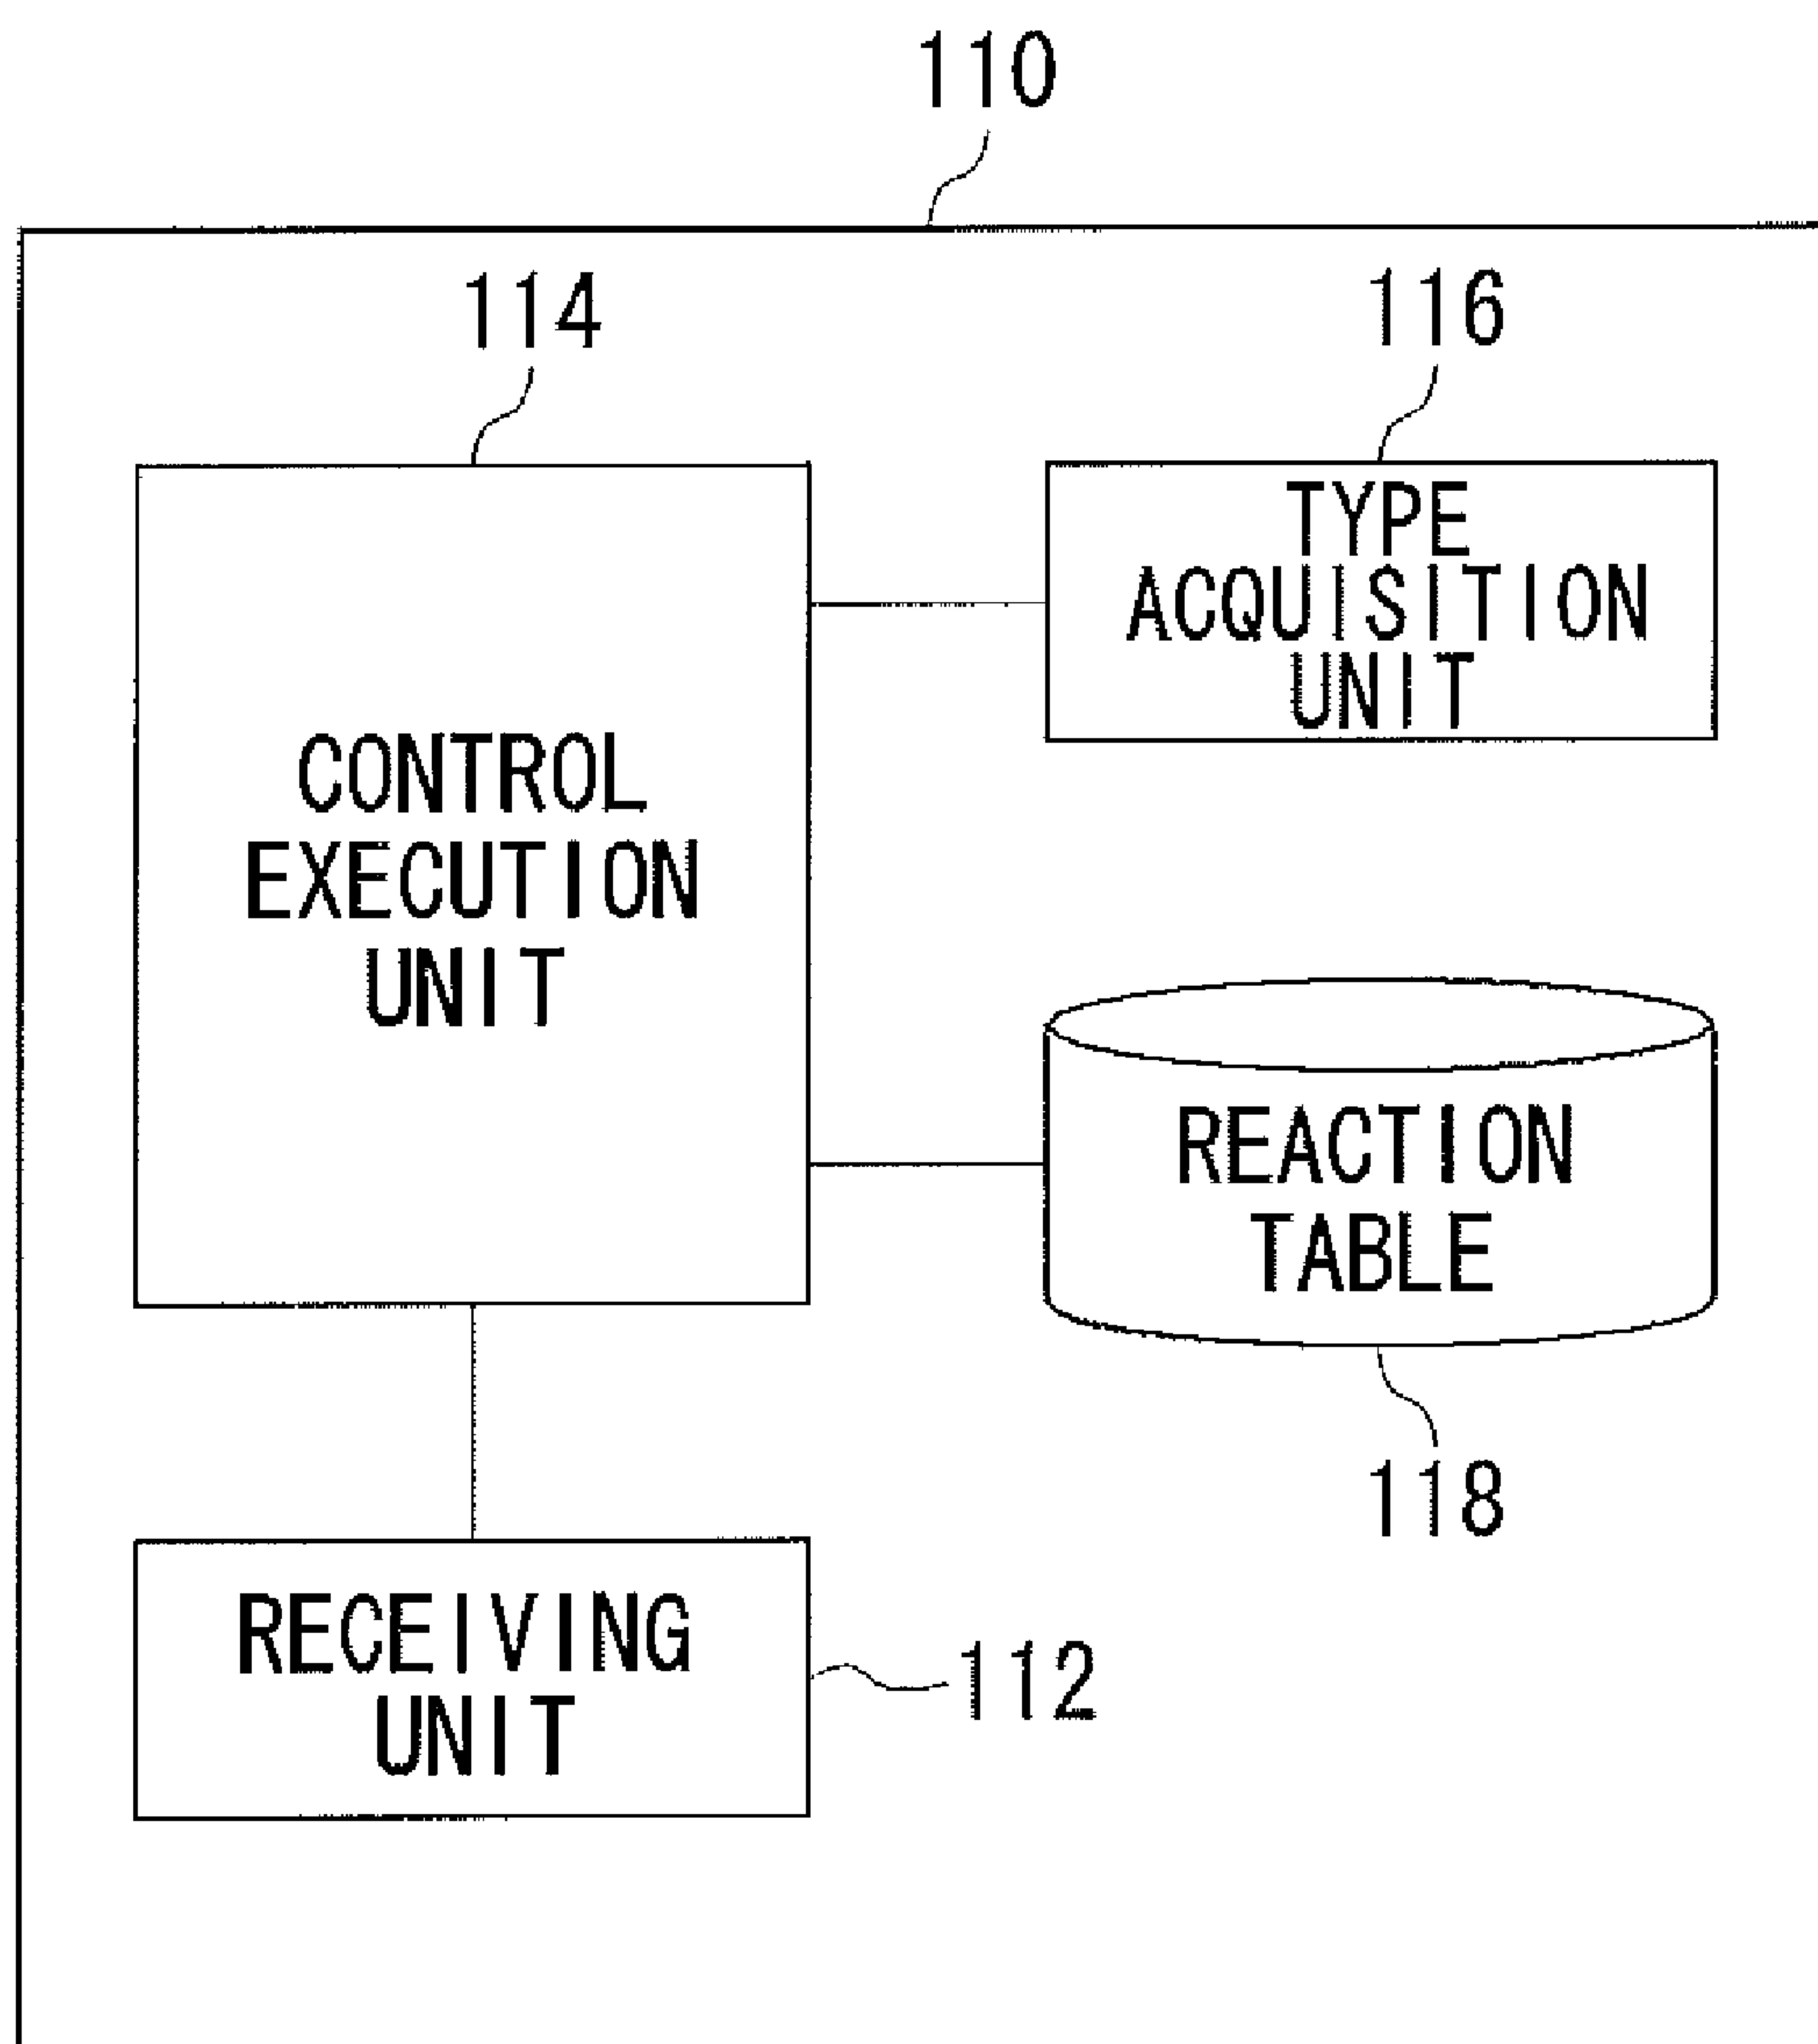 110
114
116
TYPE
ACQUISITION
UNIT
CONTROL
EXECUTION
UNIT
REACTION
TABLE
118
RECEIVING
UNIT
112